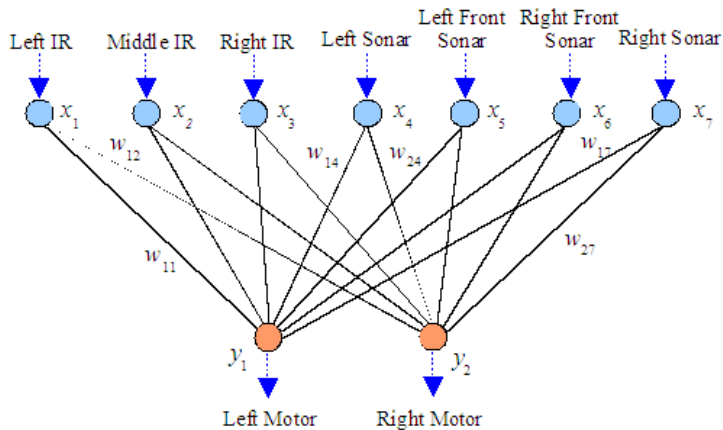 Left IR
Middle IR
Right IR
Left Sonar
Left Front
Sonar
Right Front
Sonar
Right Sonar
x1
x2
x3
x4
x5
x6
x7
w12
w14
w24
w17
w11
w27
y1
y2
Left Motor
Right Motor